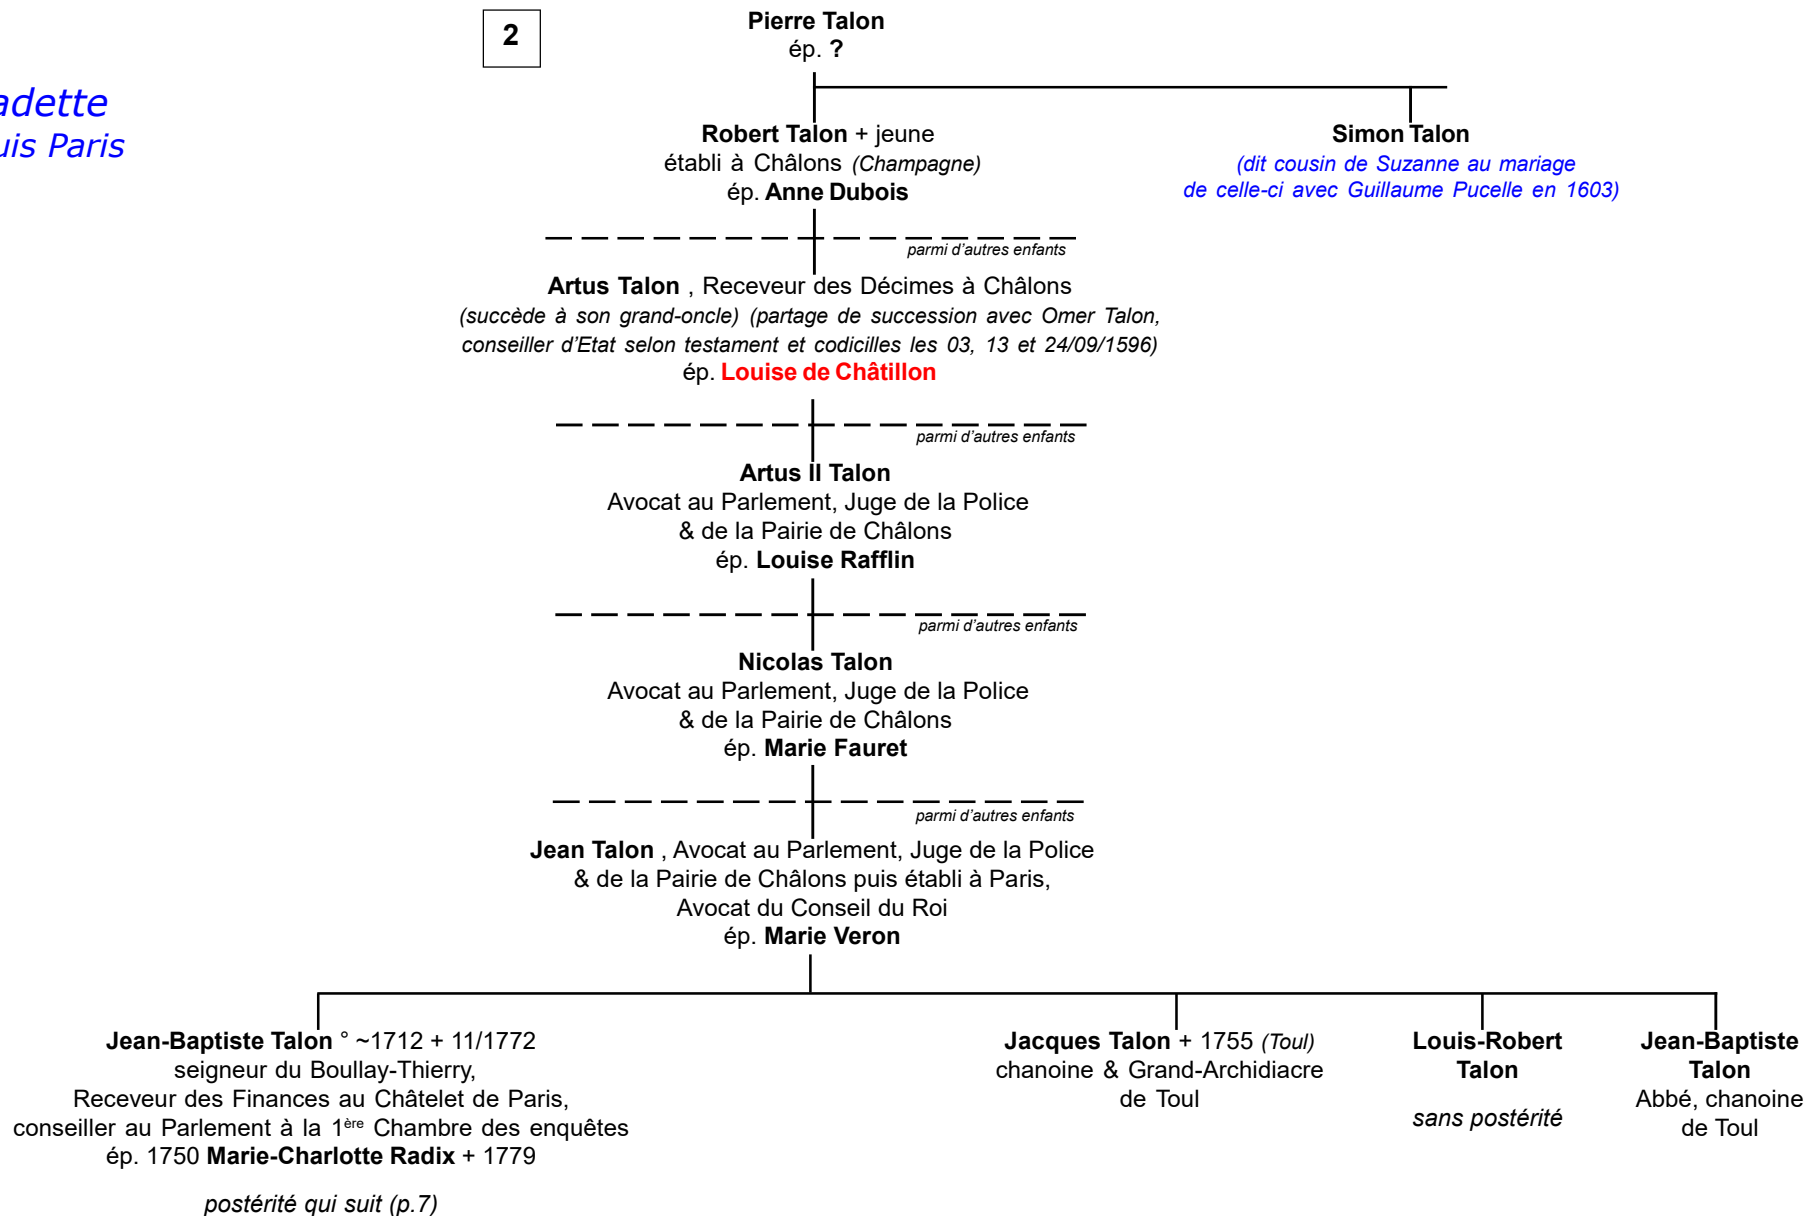 2
Pierre Talon
ép. ?
adette
uis Paris
Robert Talon + jeune
établi à Châlons (Champagne)
ép. Anne Dubois
Simon Talon
(dit cousin de Suzanne au mariage
de celle-ci avec Guillaume Pucelle en 1603)
parmi d'autres enfants
Artus Talon , Receveur des Décimes à Châlons
(succède à son grand-oncle) (partage de succession avec Omer Talon,
conseiller d'Etat selon testament et codicilles les 03, 13 et 24/09/1596)
ép. Louise de Châtillon
parmi d'autres enfants
Artus II Talon
Avocat au Parlement, Juge de la Police
& de la Pairie de Châlons
ép. Louise Rafflin
parmi d'autres enfants
Nicolas Talon
Avocat au Parlement, Juge de la Police
& de la Pairie de Châlons
ép. Marie Fauret
parmi d'autres enfants
Jean Talon , Avocat au Parlement, Juge de la Police
& de la Pairie de Châlons puis établi à Paris,
Avocat du Conseil du Roi
ép. Marie Veron
Jean-Baptiste Talon ° ~1712 + 11/1772
seigneur du Boullay-Thierry,
Receveur des Finances au Châtelet de Paris,
conseiller au Parlement à la 1ère Chambre des enquêtes
ép. 1750 Marie-Charlotte Radix + 1779
postérité qui suit (p.7)
Jacques Talon + 1755 (Toul)
chanoine & Grand-Archidiacre
de Toul
Louis-Robert
Talon
sans postérité
Jean-Baptiste
Talon
Abbé, chanoine
de Toul